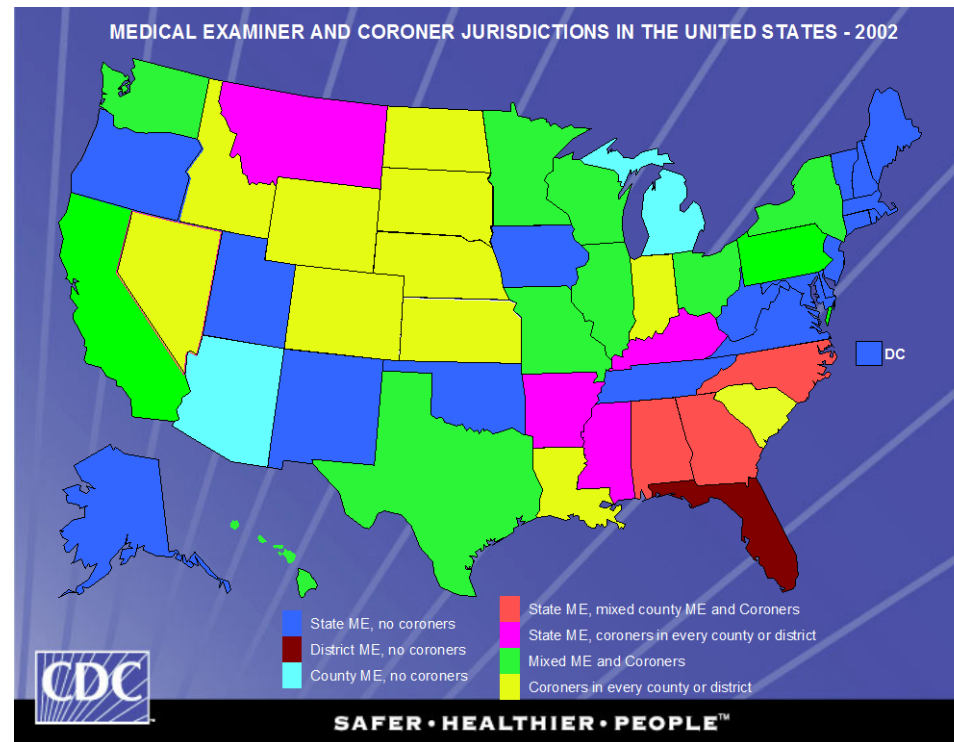 MEDICAL EXAMINER AND CORONER JURISDICTIONS IN THE UNITED STATES - 2002
DC
State ME, no coroners
District ME, no coroners
County ME, no coroners
State ME, mixed county ME and Coroners
State ME, coroners in every county or district
Mixed ME and Coroners
Coroners in every county or district
CDC
SAFER • HEALTHIER • PEOPLE™